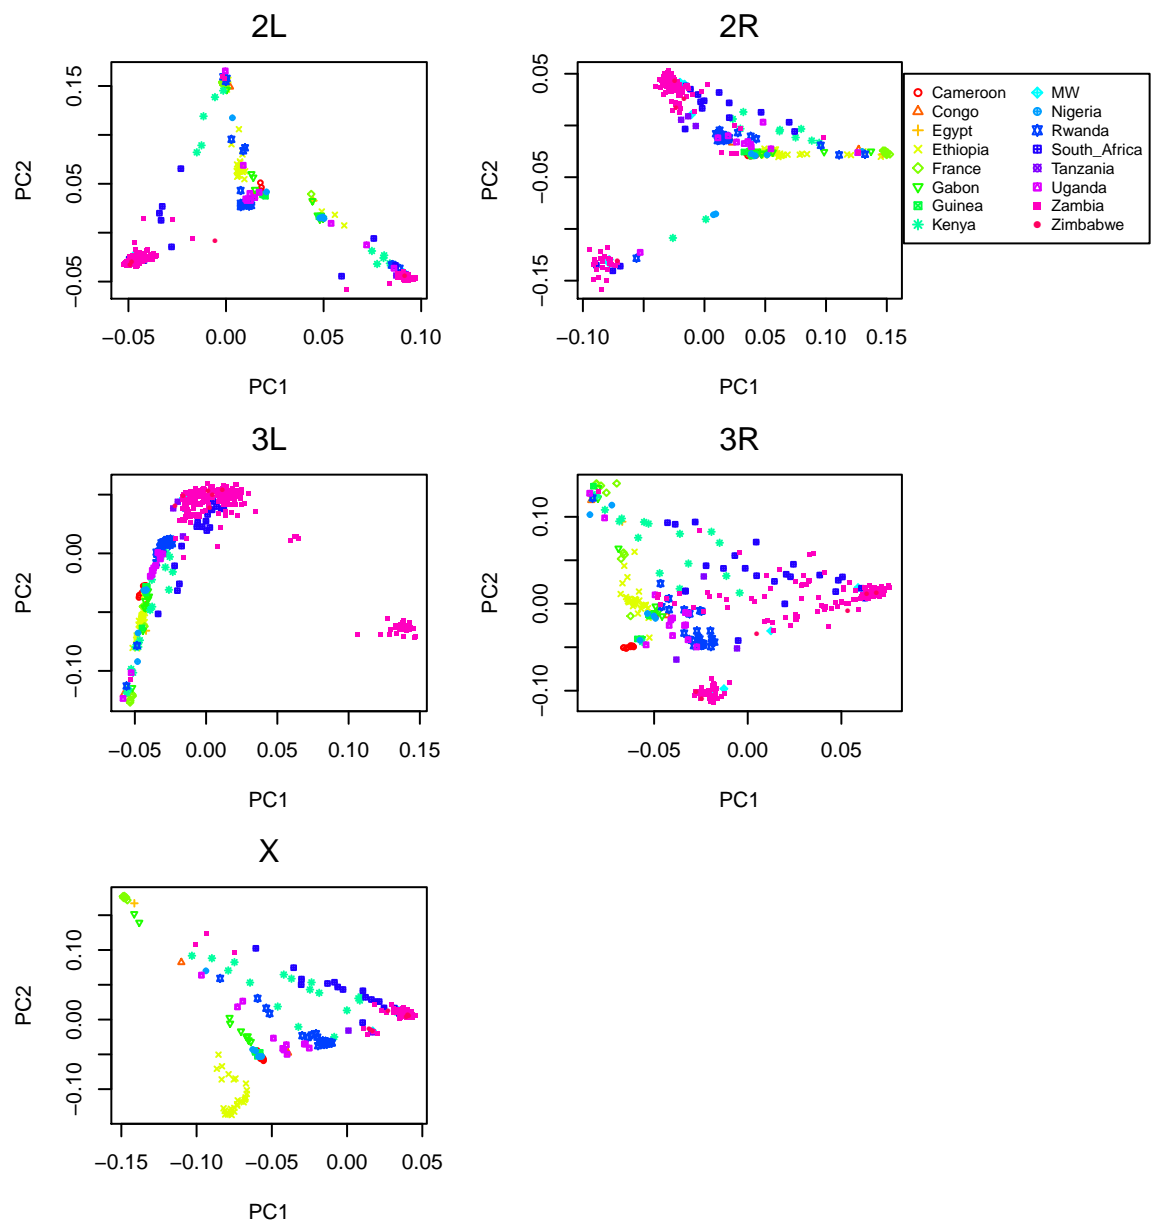 2L
0.15
0.05
−0.05
PC2
−0.05
0.00
0.05
0.10
PC1
2R
0.05
−0.05
−0.15
PC2
−0.10
0.00
0.05
0.10
0.15
PC1
Cameroon
Congo
Egypt
Ethiopia
France
Gabon
Guinea
Kenya
MW
Nigeria
Rwanda
South_Africa
Tanzania
Uganda
Zambia
Zimbabwe
3L
0.00
−0.10
PC2
−0.05
0.00
0.05
0.10
0.15
PC1
3R
0.10
0.00
−0.10
PC2
−0.05
0.00
0.05
PC1
X
0.10
0.00
−0.10
PC2
−0.15
−0.10
−0.05
0.00
0.05
PC1